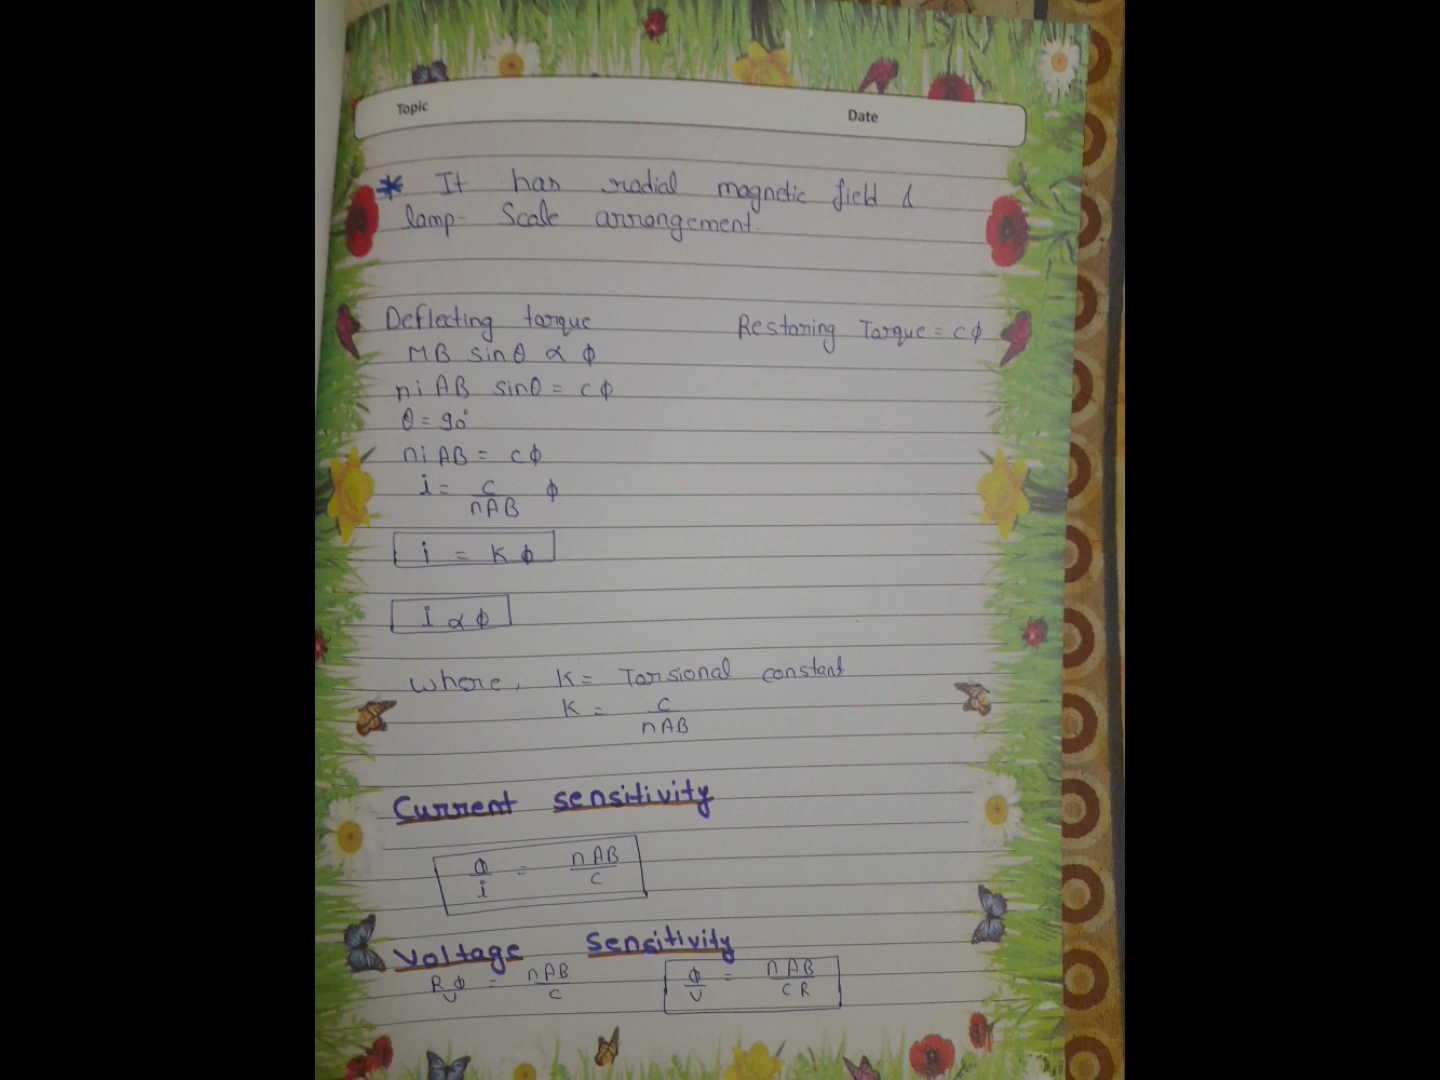 Topic Date
* It has radial magnetic field &
lamp- Scale arrangement.
Deflecting torque Restoring Torque = cϕ
MB sinθ α ϕ
niAB sinθ = cϕ
θ = 90°
niAB = cϕ
i = c/nAB ϕ
i = K ϕ
i α ϕ
Where, K = Torsional constant
K = c/nAB
Current sensitivity
ϕ/i = nAB/c
Voltage sensitivity
Rϕ/V = nAB/c ϕ/V = nAB/cR